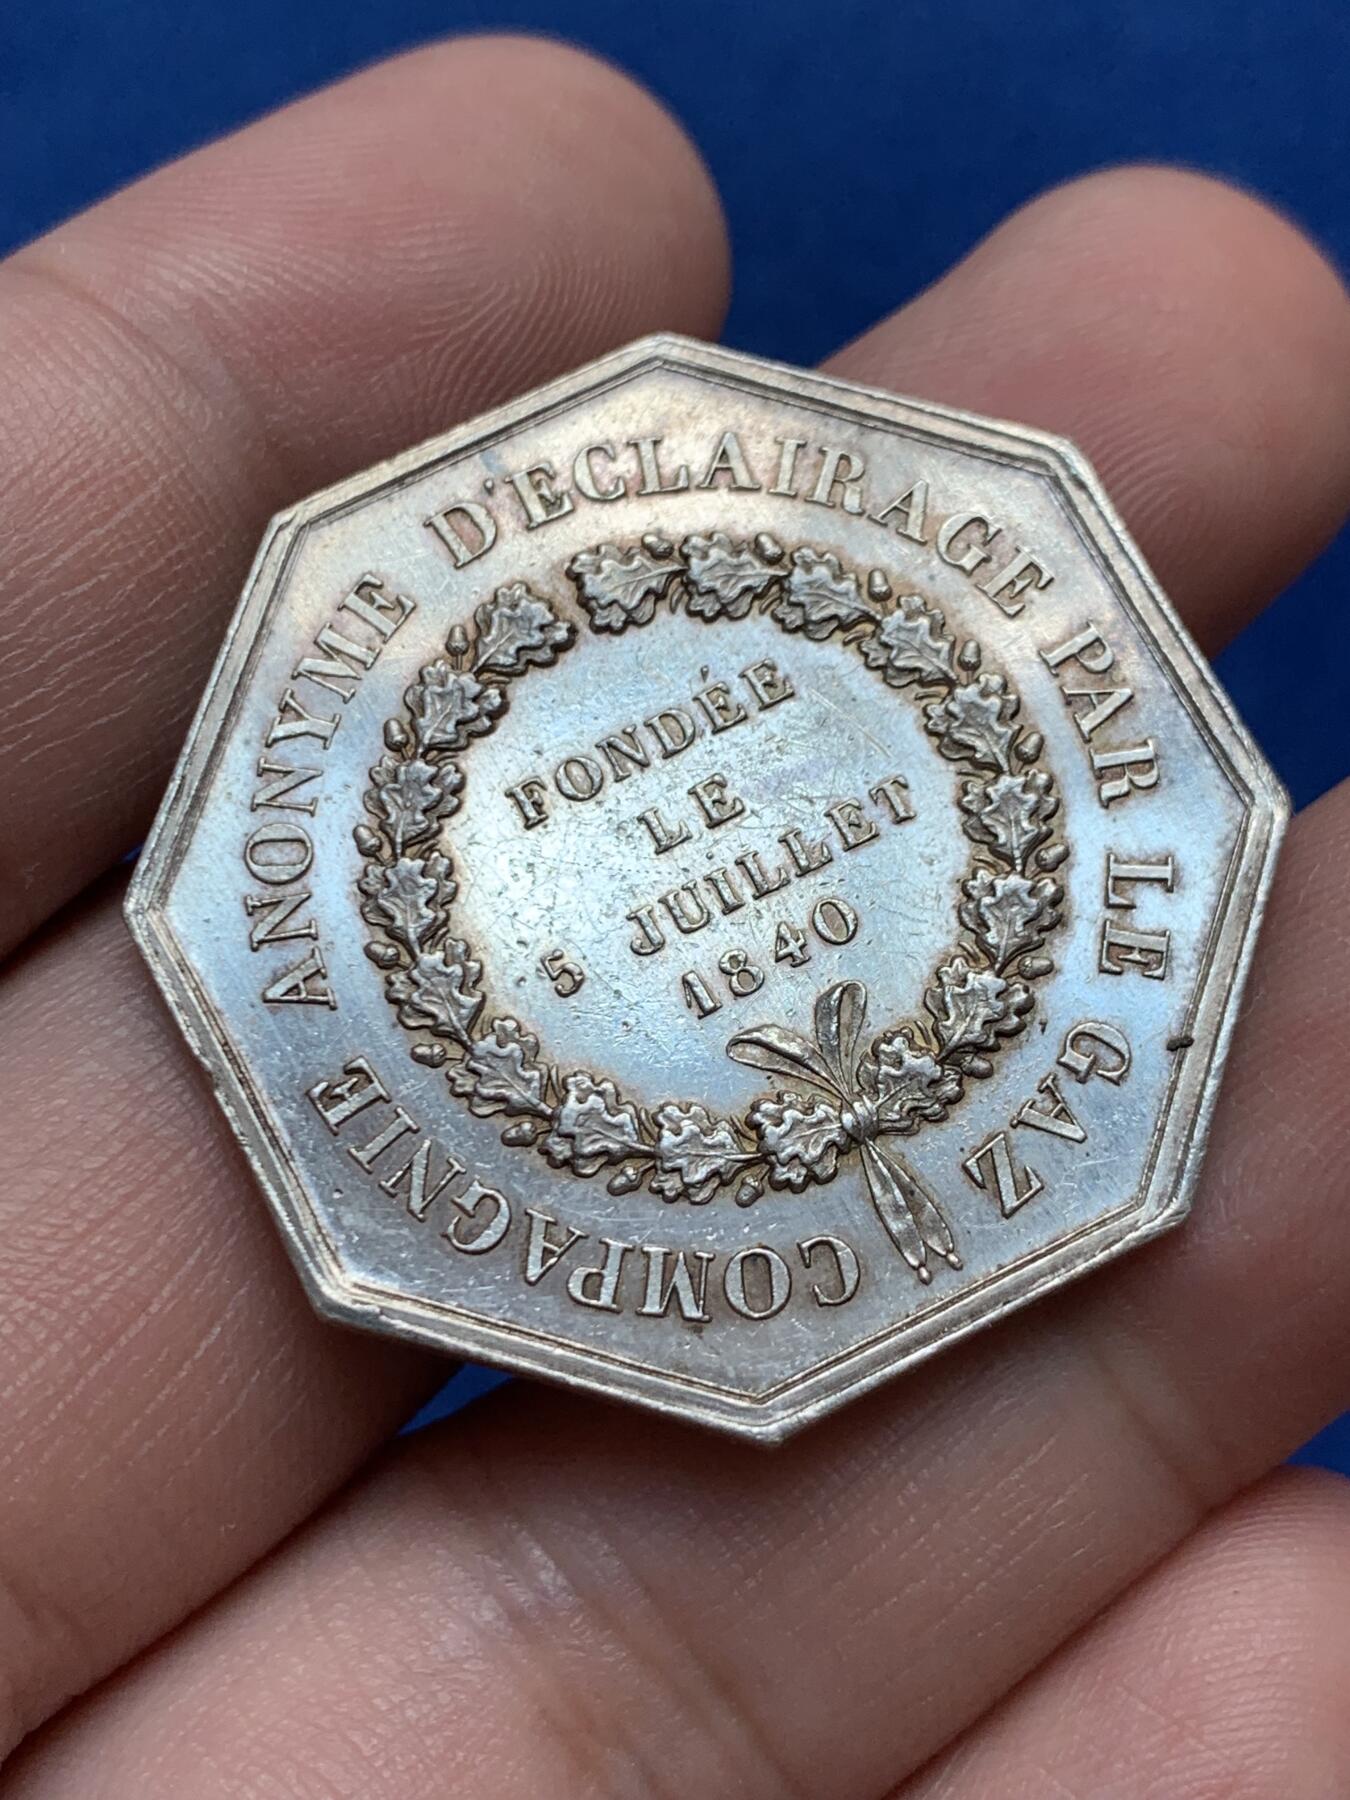 COMPAGNIE ANONYME D'ECLAIRAGE PAR LE GAZ
FONDÉE
LE
5 JUILLET
1840